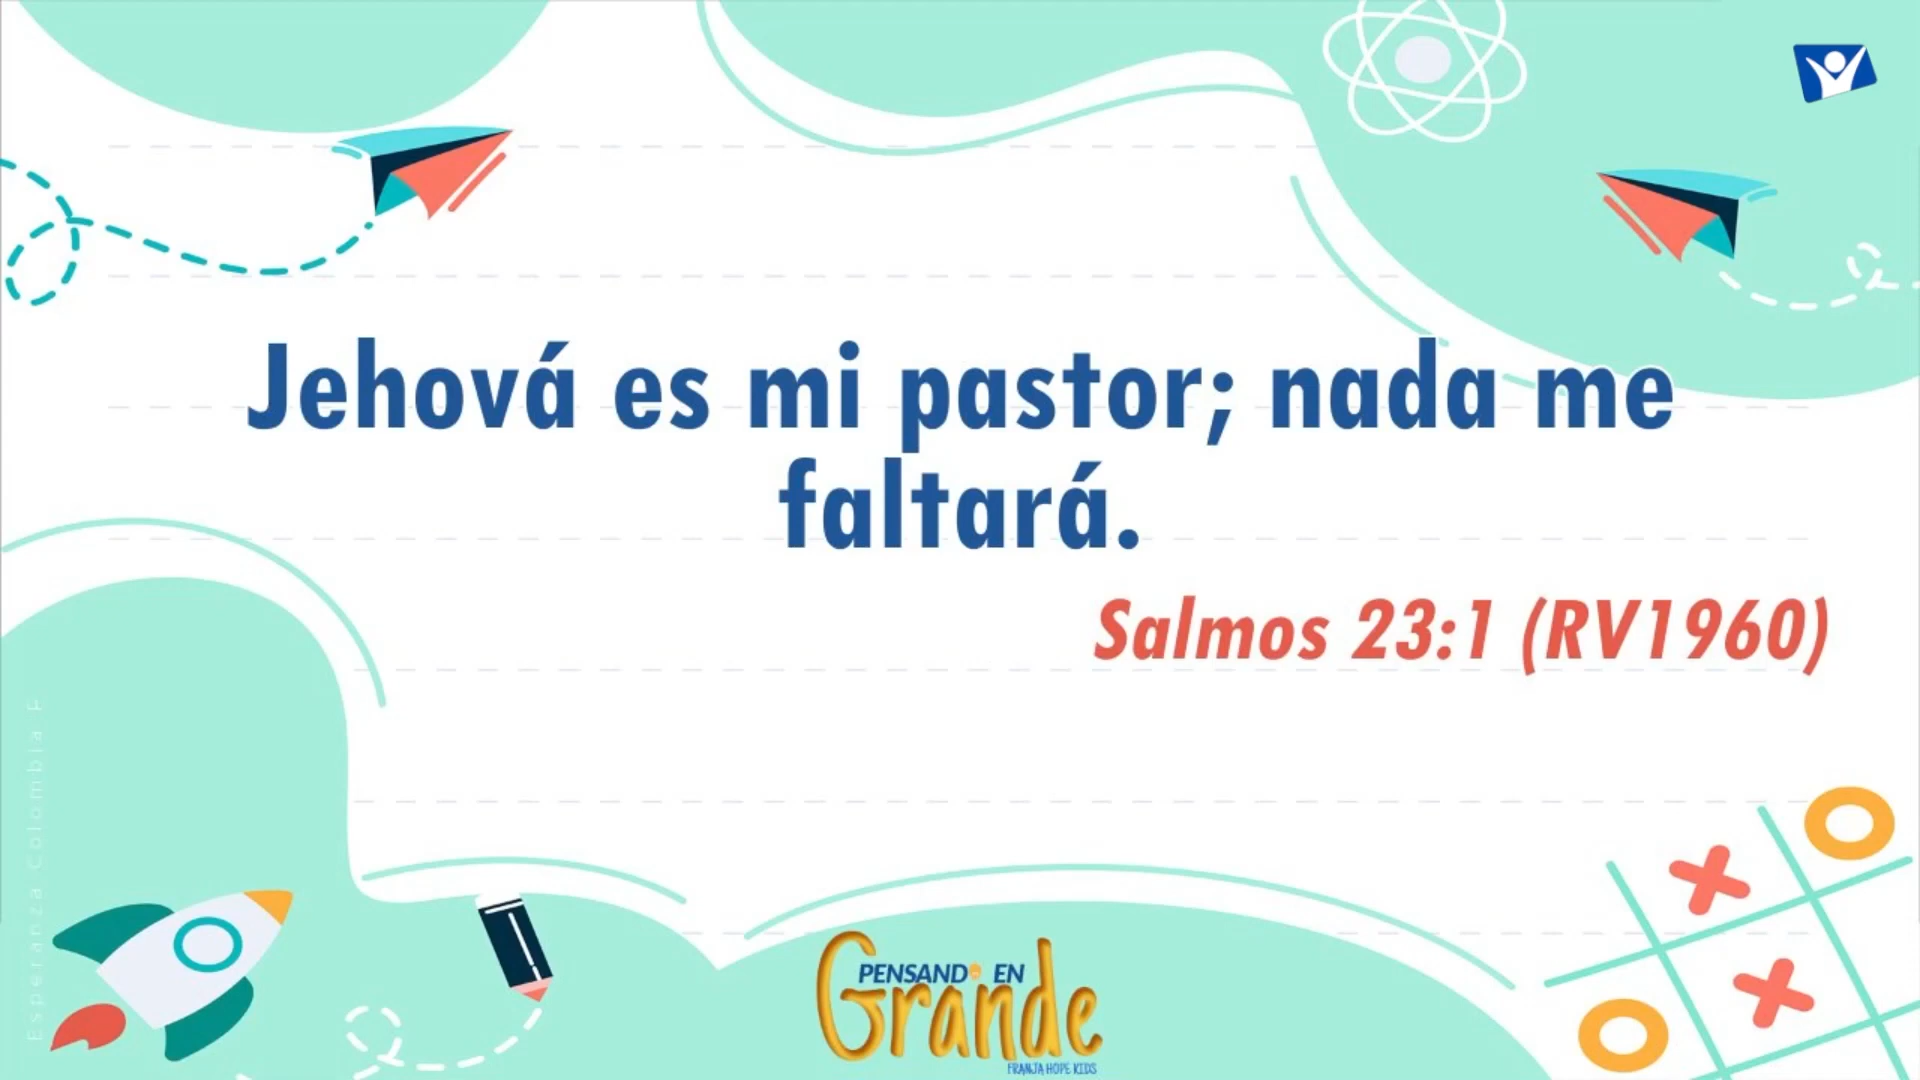 Jehová es mi pastor; nada me
faltará.
Salmos 23:1 (RV1960)
Esperanza Colombia F
PENSANDO EN
Grande
FRANJA HOPE KIDS